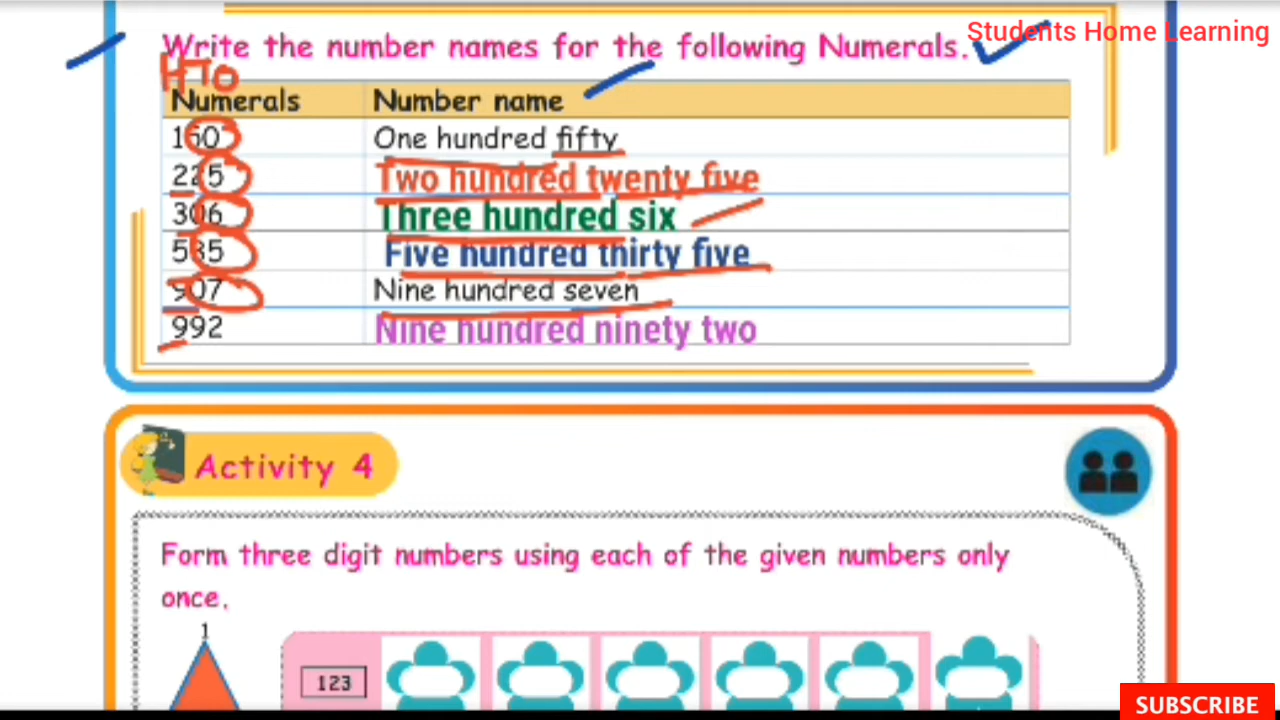 Students Home Learning
Write the number names for the following Numerals.
HTO
Numerals Number name
150 One hundred fifty
225 Two hundred twenty five
306 Three hundred six
535 Five hundred thirty five
907 Nine hundred seven
992 Nine hundred ninety two
Activity 4
Form three digit numbers using each of the given numbers only
once.
1
123
SUBSCRIBE